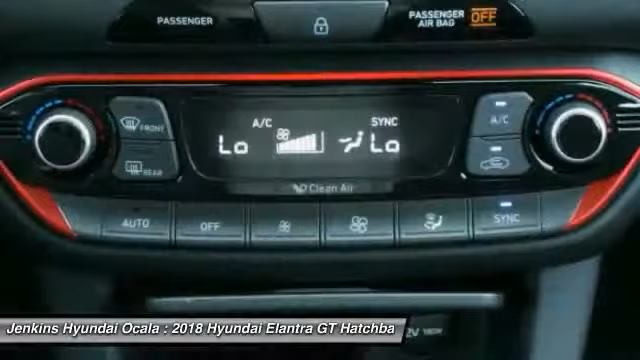 PASSENGER
PASSENGER AIR BAG OFF
A/C SYNC
Lo Lo
FRONT
A/C
REAR
Clean Air
AUTO OFF SYNC
Jenkins Hyundai Ocala : 2018 Hyundai Elantra GT Hatchba